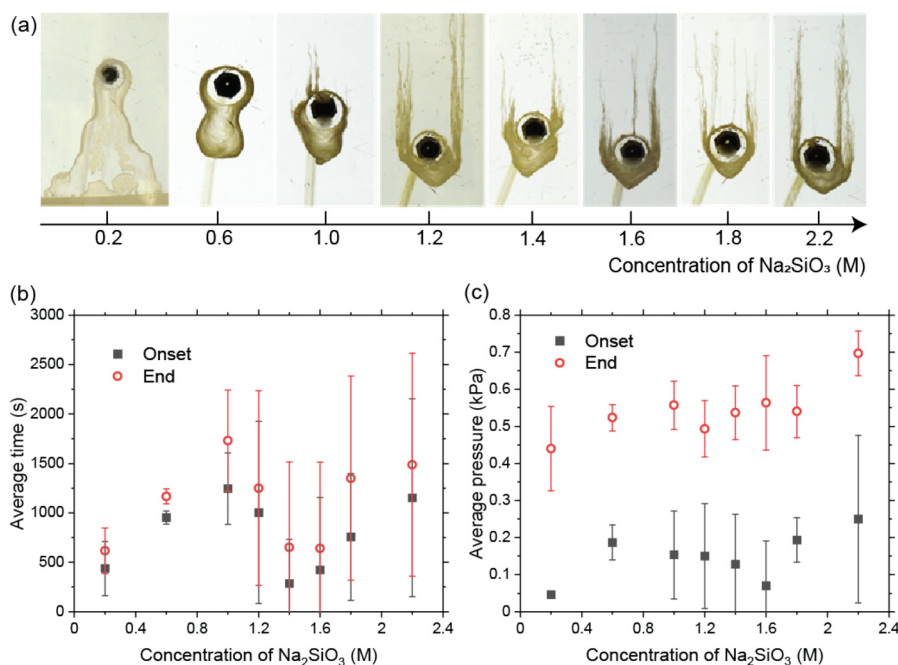 (a)
0.2 0.6 1.0 1.2 1.4 1.6 1.8 2.2
Concentration of Na₂SiO₃ (M)
(b)
3000
2500
2000
1500
1000
500
0
Average time (s)
Onset
End
0 0.4 0.8 1.2 1.6 2.0 2.4
Concentration of Na₂SiO₃ (M)
(c)
0.8
0.7
0.6
0.5
0.4
0.3
0.2
0.1
0
Average pressure (kPa)
Onset
End
0 0.4 0.8 1.2 1.6 2.0 2.4
Concentration of Na₂SiO₃ (M)